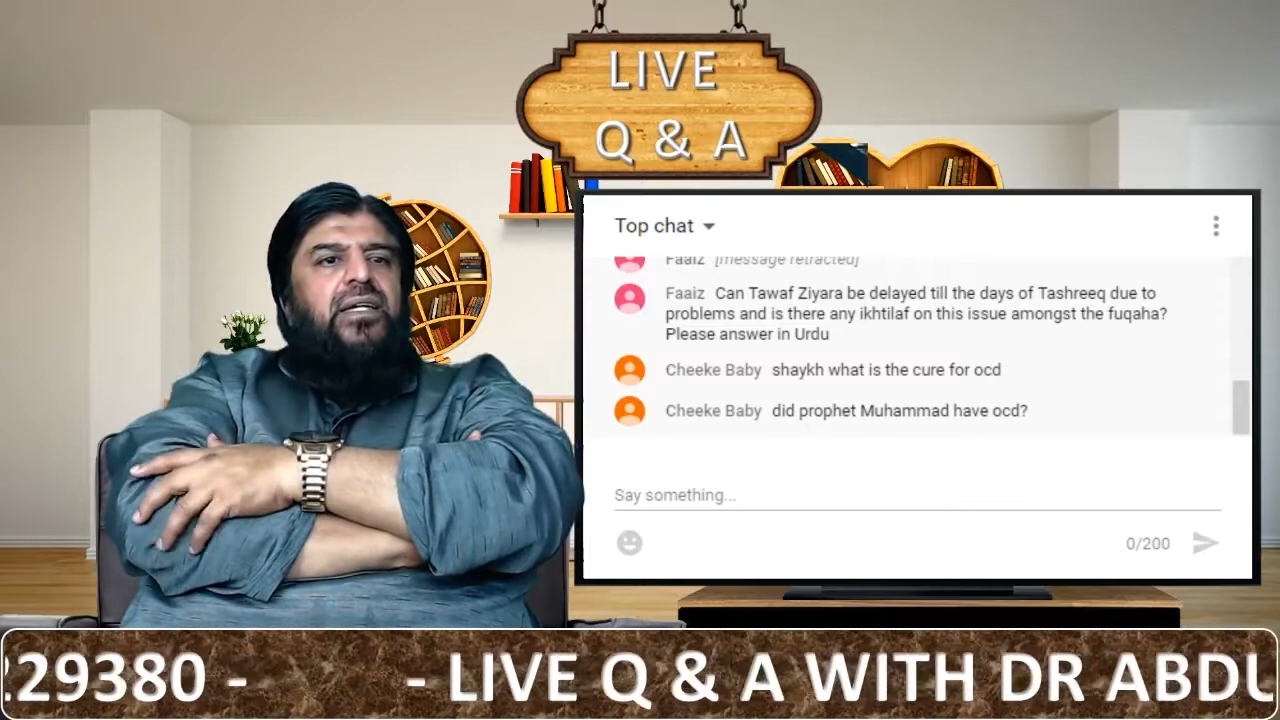 LIVE
Q & A
Top chat
Faaiz [message retracted]
Faaiz Can Tawaf Ziyara be delayed till the days of Tashreeq due to
problems and is there any ikhtilaf on this issue amongst the fuqaha?
Please answer in Urdu
Cheeke Baby shaykh what is the cure for ocd
Cheeke Baby did prophet Muhammad have ocd?
Say something...
0/200
29380 - - LIVE Q & A WITH DR ABDU